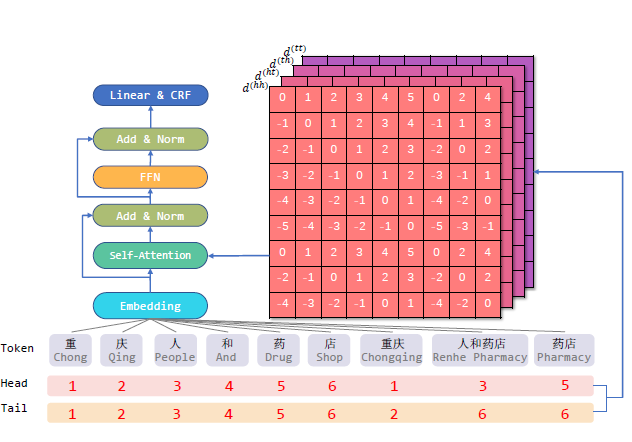 d^(tt)
d^(th)
d^(ht)
d^(hh)
0 1 2 3 4 5 0 2 4
-1 0 1 2 3 4 -1 1 3
-2 -1 0 1 2 3 -2 0 2
-3 -2 -1 0 1 2 -3 -1 1
-4 -3 -2 -1 0 1 -4 -2 0
-5 -4 -3 -2 -1 0 -5 -3 -1
0 1 2 3 4 5 0 2 4
-2 -1 0 1 2 3 -2 0 2
-4 -3 -2 -1 0 1 -4 -2 0
Linear & CRF
Add & Norm
FFN
Add & Norm
Self-Attention
Embedding
Token
重 庆 人 和 药 店 重庆 人和药店 药店
Chong Qing People And Drug Shop Chongqing Renhe Pharmacy Pharmacy
Head 1 2 3 4 5 6 1 3 5
Tail 1 2 3 4 5 6 2 6 6